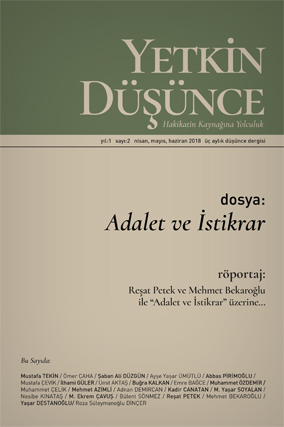 YETKİN
DÜŞÜNCE
Hakikatin Kaynağına Yolculuk
yıl:1 sayı:2 nisan, mayıs, haziran 2018 üç aylık düşünce dergisi
dosya:
Adalet ve İstikrar
röportaj:
Reşat Petek ve Mehmet Bekaroğlu
ile “Adalet ve İstikrar” üzerine...
Bu Sayıda:
Mustafa TEKİN / Ömer CAHA / Şaban Ali DÜZGÜN / Ayşe Yaşar ÜMÜTLÜ / Abbas PİRİMOĞLU /
Mustafa ÇEVİK / İlhami GÜLER / Ümit AKTAŞ / Buğra KALKAN / Emre BAĞCE / Muhammet ÖZDEMİR /
Muhammet ÇELİK / Mehmet AZİMLİ / Adnan DEMİRCAN / Kadir CANATAN / M. Yaşar SOYALAN /
Nesibe KINATAŞ / M. Ekrem ÇAVUŞ / Bülent SÖNMEZ / Reşat PETEK / Mehmet BEKAROĞLU /
Yaşar DESTANOĞLU/ Roza Süleymanoğlu DİNÇER